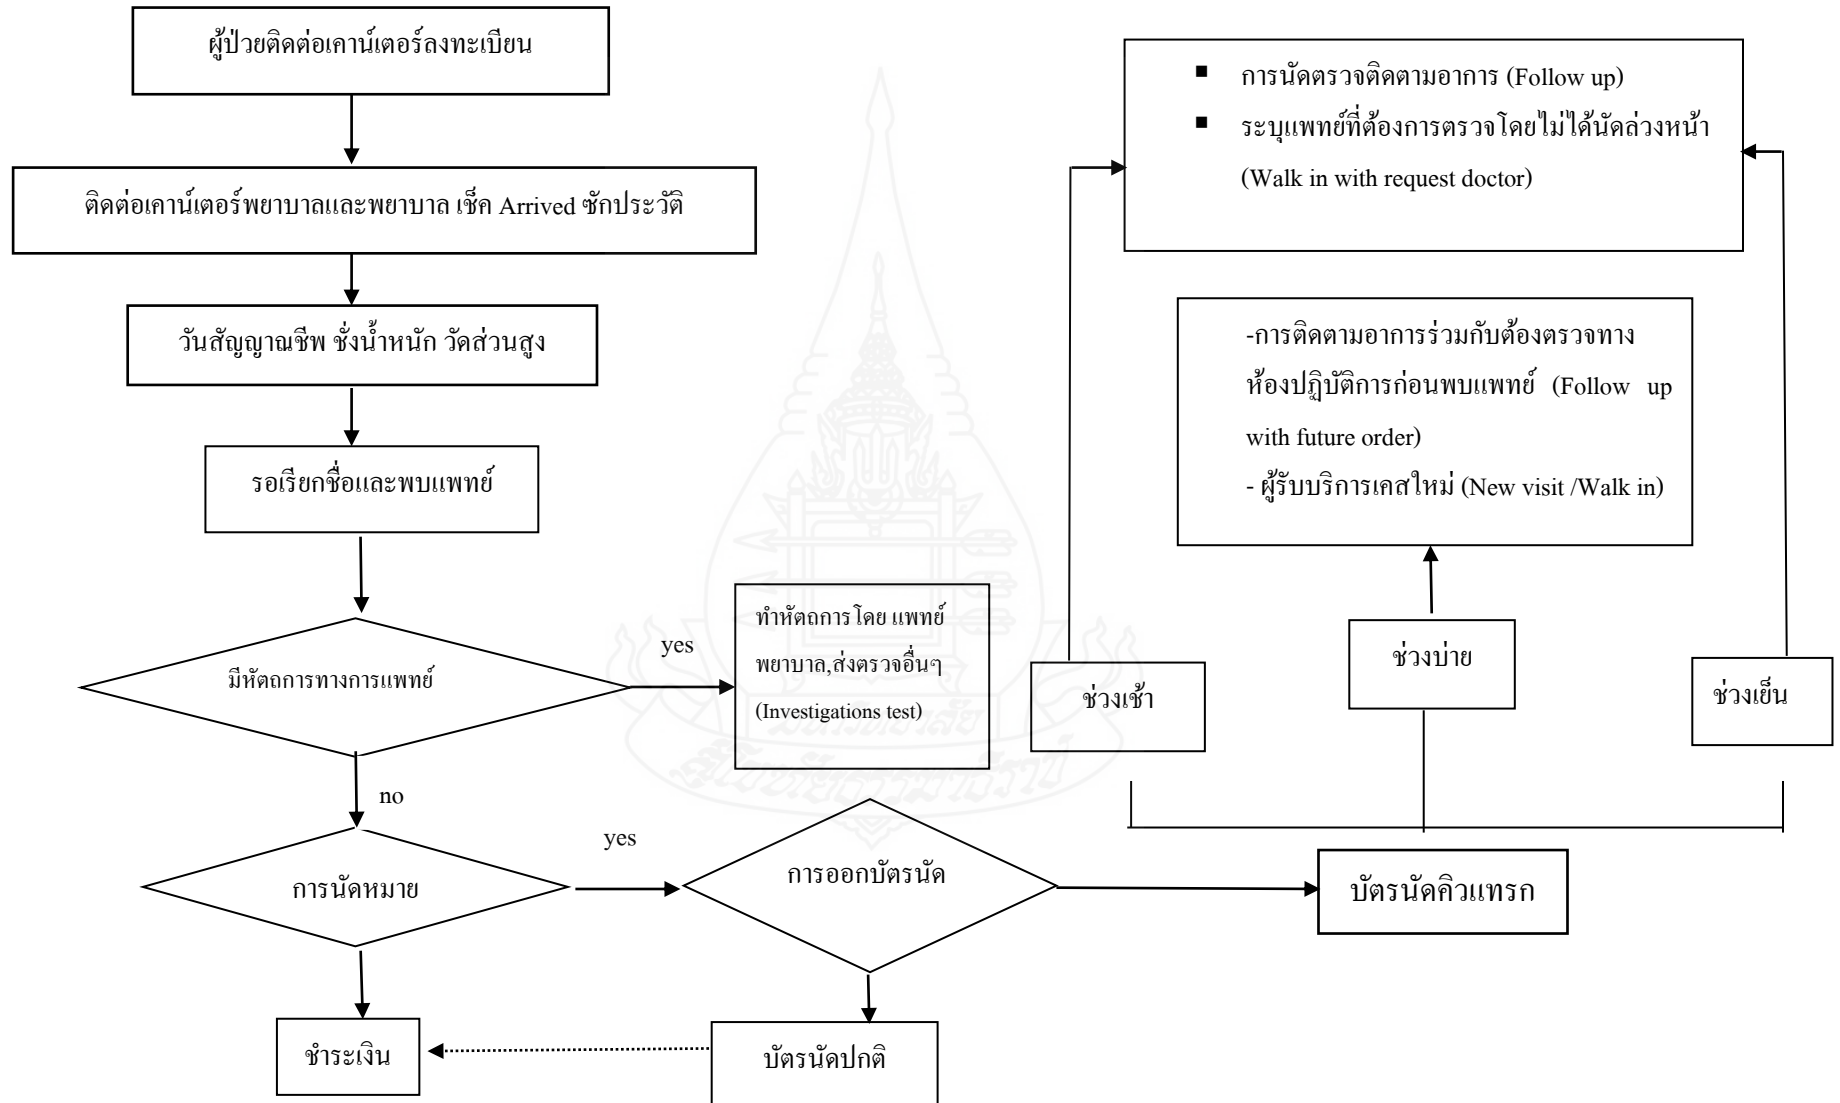 ผู้ป่วยติดต่อเคาน์เตอร์ลงทะเบียน
ติดต่อเคาน์เตอร์พยาบาลและพยาบาล เช็ค Arrived ซักประวัติ
วันสัญญาณชีพ ชั่งน้ำหนัก วัดส่วนสูง
รอเรียกชื่อและพบแพทย์
มีหัตถการทางการแพทย์
yes
ทำหัตถการโดย แพทย์
พยาบาล,ส่งตรวจอื่นๆ
(Investigations test)
no
การนัดหมาย
yes
การออกบัตรนัด
ชำระเงิน
บัตรนัดปกติ
บัตรนัดคิวแทรก
ช่วงเช้า
ช่วงบ่าย
ช่วงเย็น
▪ การนัดตรวจติดตามอาการ (Follow up)
▪ ระบุแพทย์ที่ต้องการตรวจโดยไม่ได้นัดล่วงหน้า
(Walk in with request doctor)
-การติดตามอาการร่วมกับต้องตรวจทาง
ห้องปฏิบัติการก่อนพบแพทย์ (Follow up
with future order)
- ผู้รับบริการเคสใหม่ (New visit /Walk in)